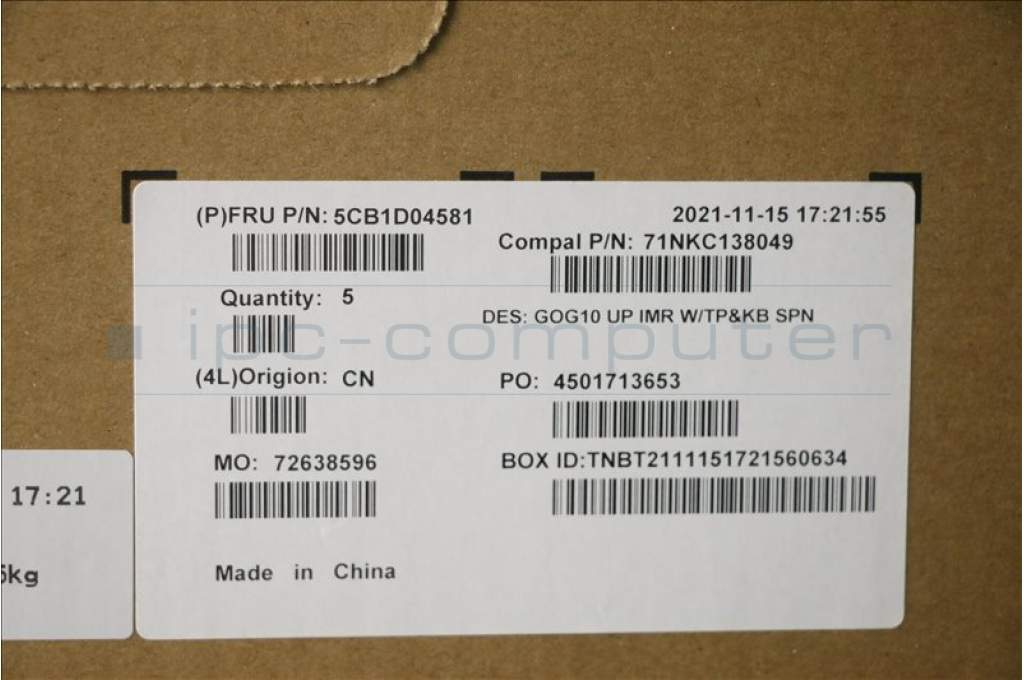 (P)FRU P/N: 5CB1D04581
2021-11-15 17:21:55
Compal P/N: 71NKC138049
Quantity: 5
DES: GOG10 UP IMR W/TP&KB SPN
ipc-computer
(4L)Origion: CN
PO: 4501713653
MO: 72638596
BOX ID:TNBT2111151721560634
17:21
Made in China
kg